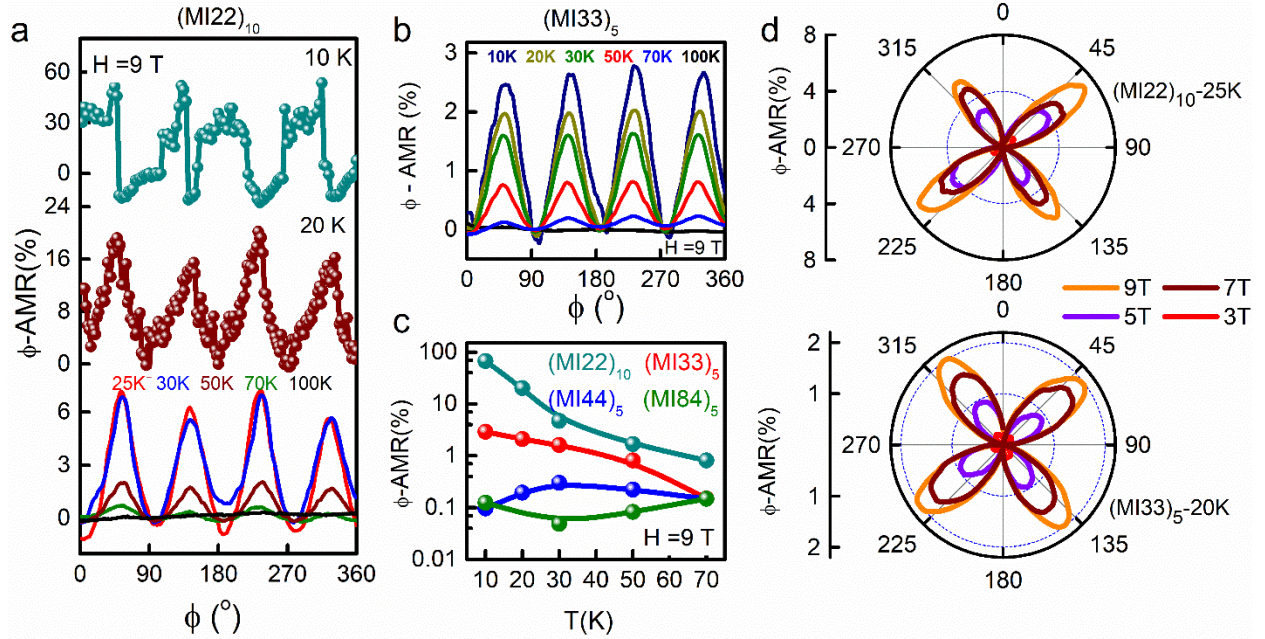 a
(MI22)10
H =9 T
10 K
60
30
0
24
20 K
16
8
0
25K 30K 50K 70K 100K
6
3
0
0 90 180 270 360
ϕ-AMR(%)
ϕ (o)
b
(MI33)5
10K 20K 30K 50K 70K 100K
3
2
1
0
H =9 T
0 90 180 270 360
ϕ - AMR (%)
ϕ (o)
c
100
10
1
0.1
0.01
(MI22)10 (MI33)5
(MI44)5 (MI84)5
H =9 T
10 20 30 40 50 60 70
ϕ-AMR(%)
T(K)
d
0
8
315 45
4
(MI22)10-25K
0
270 90
4
225 135
8
180
ϕ-AMR(%)
9T 7T
5T 3T
0
2
315 45
1
270 90
1
(MI33)5-20K
225 135
2
180
ϕ-AMR(%)